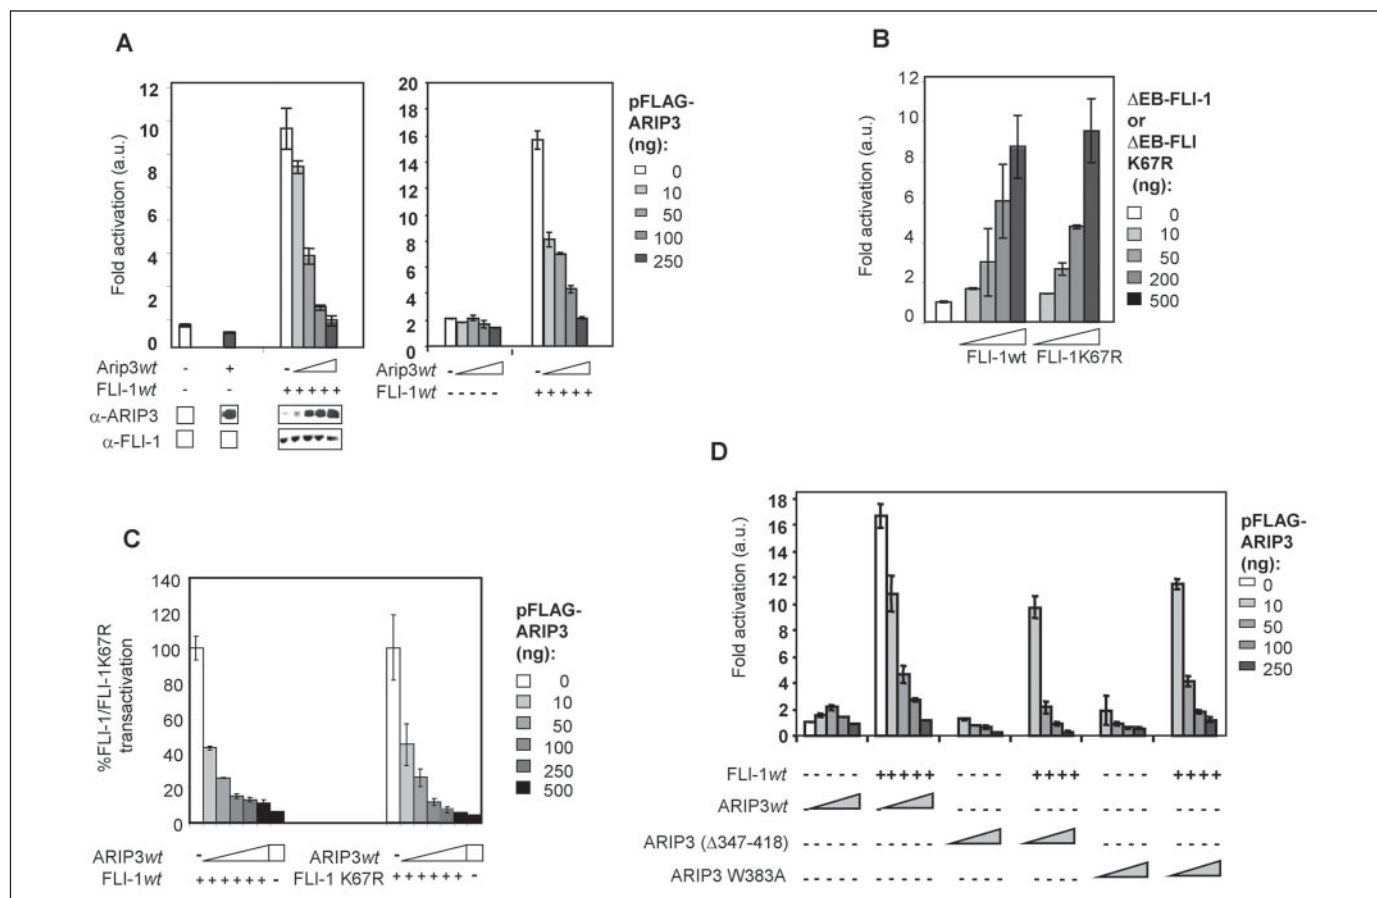 A
12
10
8
6
4
2
0
Fold activation (a.u.)
Arip3wt - + -
FLI-1wt - - + + + + +
α-ARIP3
α-FLI-1
20
18
16
14
12
10
8
6
4
2
0
Arip3wt - -
FLI-1wt - - - - - + + + + +
pFLAG-
ARIP3
(ng):
0
10
50
100
250
B
12
10
8
6
4
2
0
Fold activation (a.u.)
FLI-1wt FLI-1K67R
ΔEB-FLI-1
or
ΔEB-FLI
K67R
(ng):
0
10
50
200
500
C
140
120
100
80
60
40
20
0
%FLI-1/FLI-1K67R
transactivation
ARIP3wt - ARIP3wt -
FLI-1wt + + + + + + - FLI-1 K67R + + + + + + -
pFLAG-
ARIP3
(ng):
0
10
50
100
250
500
D
18
16
14
12
10
8
6
4
2
0
Fold activation (a.u.)
FLI-1wt - - - - - + + + + + - - - - + + + + - - - - + + + +
ARIP3wt - - - - - - - - - - - - - - - - - -
ARIP3 (Δ347-418) - - - - - - - - - - - - - - - - - -
ARIP3 W383A - - - - - - - - - - - - - - - - - -
pFLAG-
ARIP3
(ng):
0
10
50
100
250